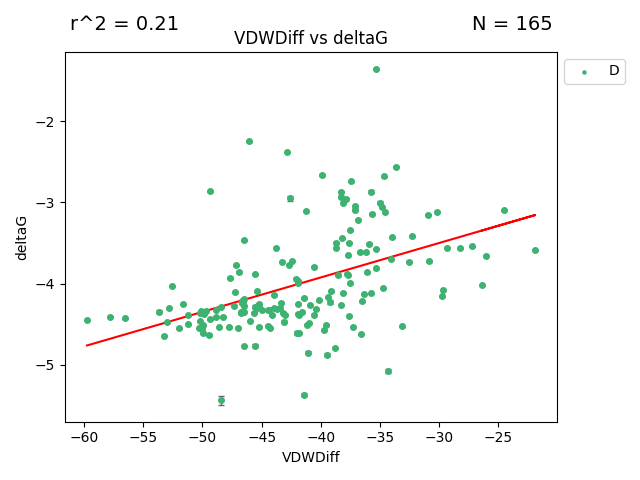 r^2 = 0.21
N = 165
VDWDiff vs deltaG
D
deltaG
−2
−3
−4
−5
−60
−55
−50
−45
−40
−35
−30
−25
VDWDiff